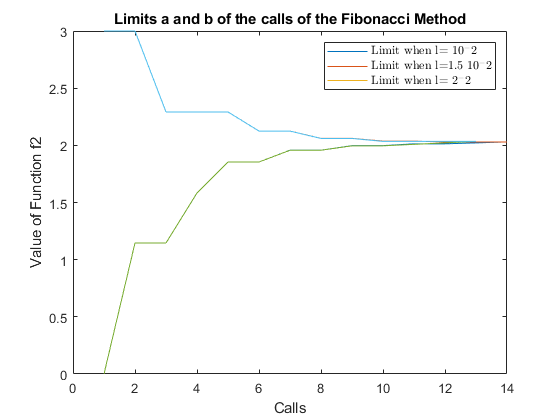 Limits a and b of the calls of the Fibonacci Method
3
2.5
2
1.5
1
0.5
0
Value of Function f2
Limit when l= 10⁻2
Limit when l=1.5 10⁻2
Limit when l= 2⁻2
0 2 4 6 8 10 12 14
Calls